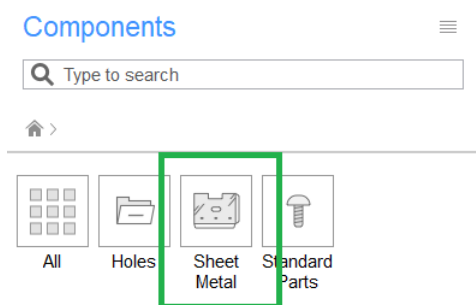 Components
Type to search
All
Holes
Sheet
Metal
Standard
Parts